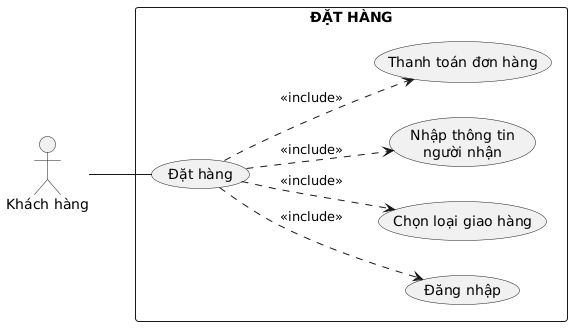 ĐẶT HÀNG
Thanh toán đơn hàng
«include»
Nhập thông tin
người nhận
«include»
Đặt hàng
«include»
Khách hàng
Chọn loại giao hàng
«include»
Đăng nhập